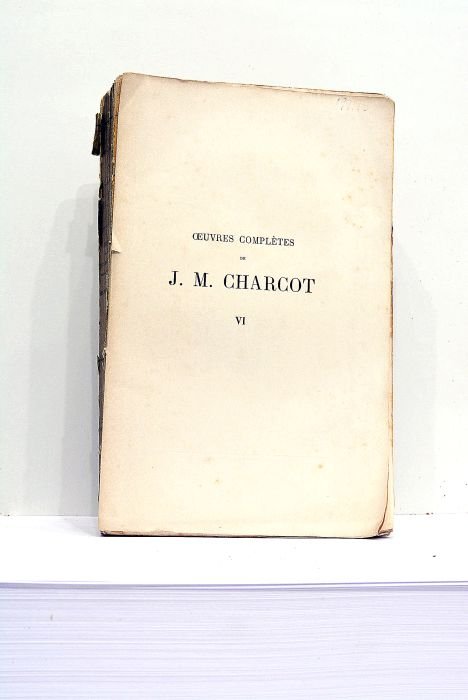 ŒUVRES COMPLÈTES
DE
J. M. CHARCOT
VI